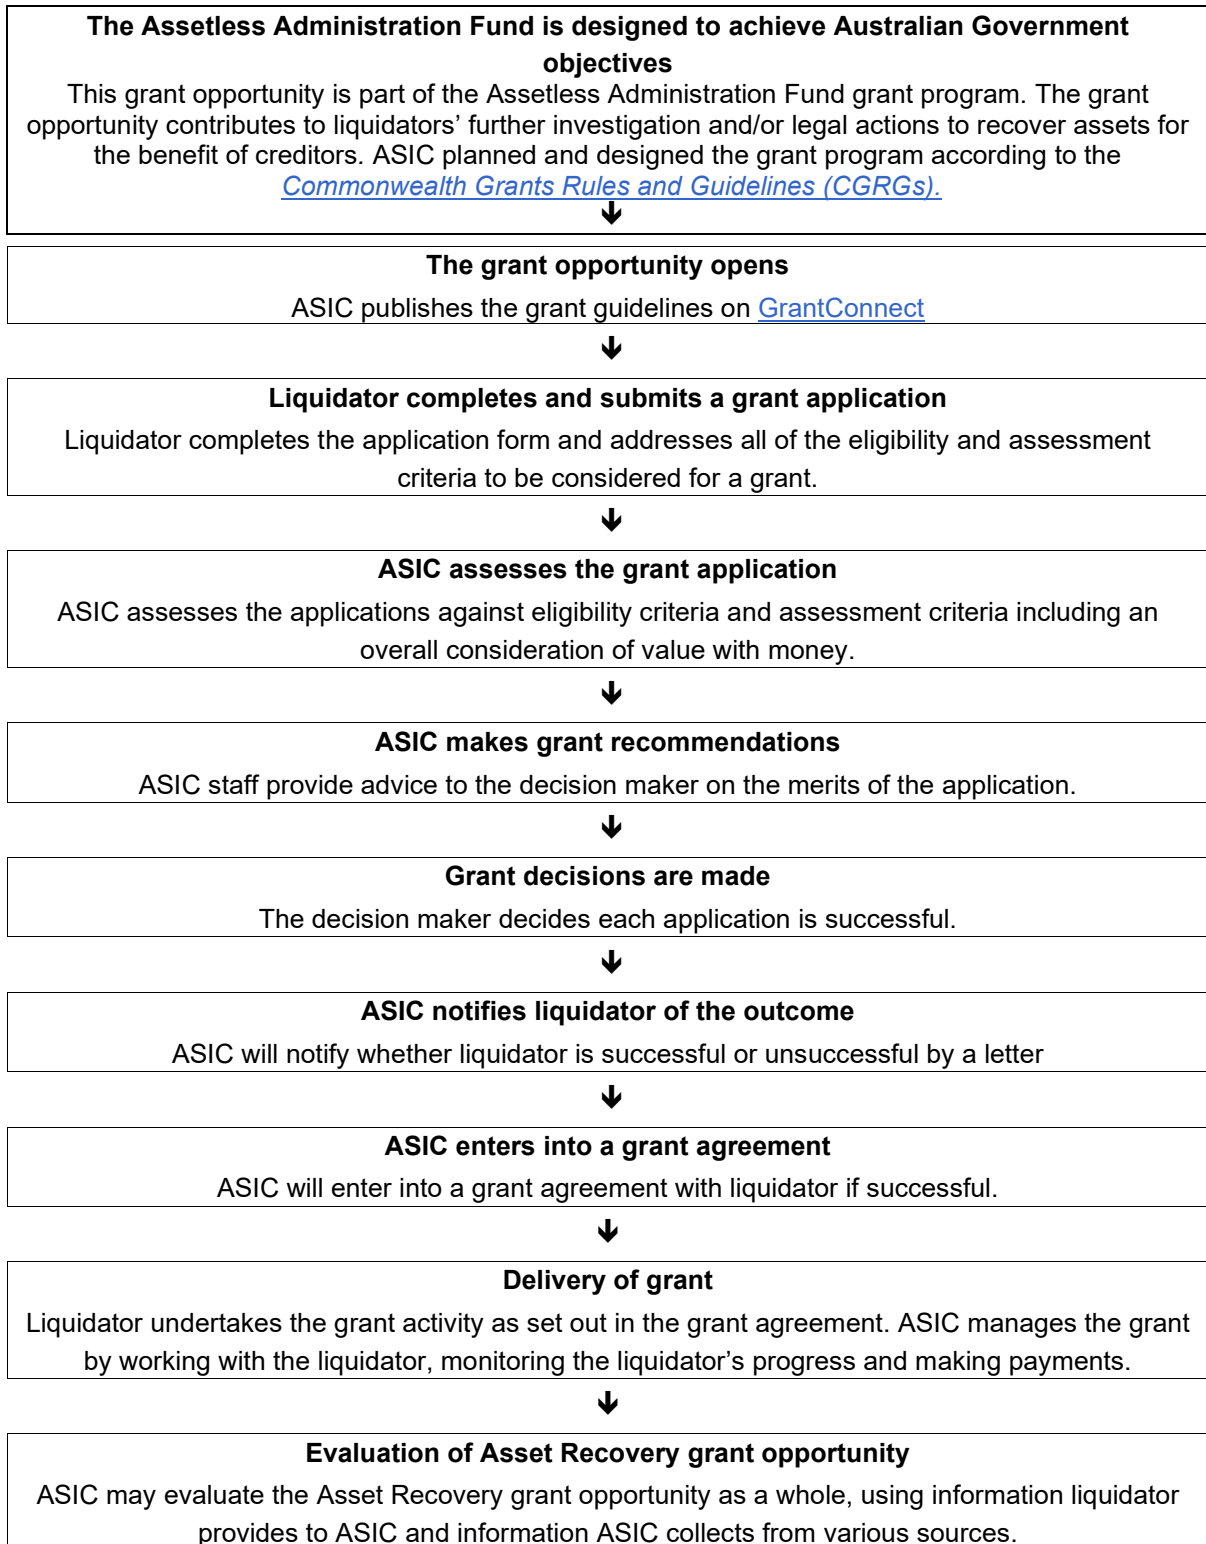 The Assetless Administration Fund is designed to achieve Australian Government
objectives
This grant opportunity is part of the Assetless Administration Fund grant program. The grant
opportunity contributes to liquidators’ further investigation and/or legal actions to recover assets for
the benefit of creditors. ASIC planned and designed the grant program according to the
Commonwealth Grants Rules and Guidelines (CGRGs).
The grant opportunity opens
ASIC publishes the grant guidelines on GrantConnect
Liquidator completes and submits a grant application
Liquidator completes the application form and addresses all of the eligibility and assessment
criteria to be considered for a grant.
ASIC assesses the grant application
ASIC assesses the applications against eligibility criteria and assessment criteria including an
overall consideration of value with money.
ASIC makes grant recommendations
ASIC staff provide advice to the decision maker on the merits of the application.
Grant decisions are made
The decision maker decides each application is successful.
ASIC notifies liquidator of the outcome
ASIC will notify whether liquidator is successful or unsuccessful by a letter
ASIC enters into a grant agreement
ASIC will enter into a grant agreement with liquidator if successful.
Delivery of grant
Liquidator undertakes the grant activity as set out in the grant agreement. ASIC manages the grant
by working with the liquidator, monitoring the liquidator’s progress and making payments.
Evaluation of Asset Recovery grant opportunity
ASIC may evaluate the Asset Recovery grant opportunity as a whole, using information liquidator
provides to ASIC and information ASIC collects from various sources.